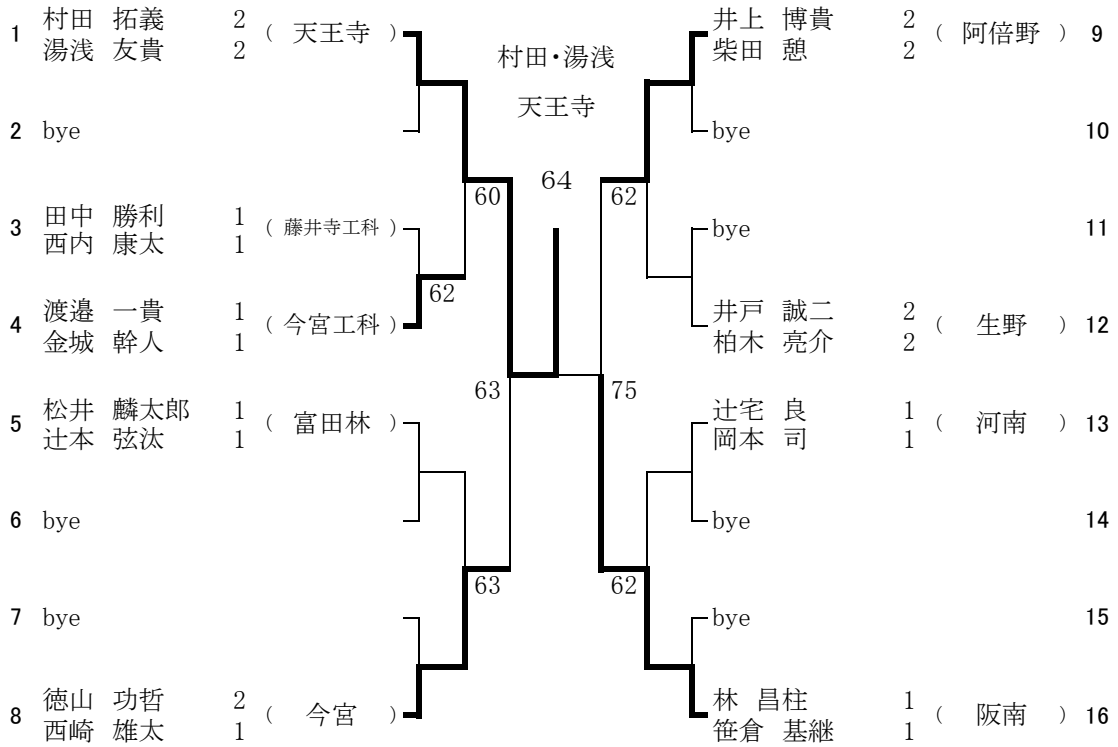 1 村田 拓義 2 ( 天王寺 )
湯浅 友貴 2
2 bye
3 田中 勝利 1 ( 藤井寺工科 )
西内 康太 1
4 渡邉 一貴 1 ( 今宮工科 )
金城 幹人 1
5 松井 麟太郎 1 ( 富田林 )
辻本 弦汰 1
6 bye
7 bye
8 徳山 功哲 2 ( 今宮 )
西崎 雄太 1
村田・湯浅
天王寺
64
60
62
63
63
62
75
62
井上 博貴 2 ( 阿倍野 ) 9
柴田 憩 2
bye 10
bye 11
井戸 誠二 2 ( 生野 ) 12
柏木 亮介 2
辻宅 良 1 ( 河南 ) 13
岡本 司 1
bye 14
bye 15
林 昌柱 1 ( 阪南 ) 16
笹倉 基継 1